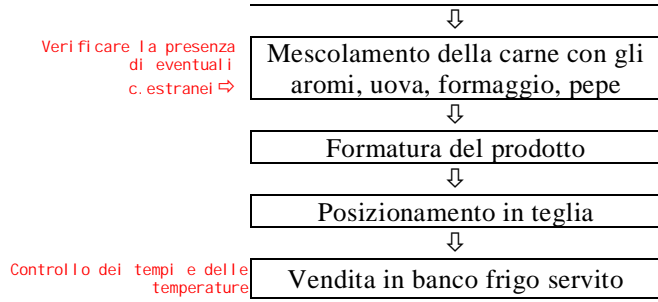 ⇩
Verificare la presenza
di eventuali
c.estranei ⇨
Mescolamento della carne con gli
aromi, uova, formaggio, pepe
⇩
Formatura del prodotto
⇩
Posizionamento in teglia
⇩
Controllo dei tempi e delle
temperature
Vendita in banco frigo servito